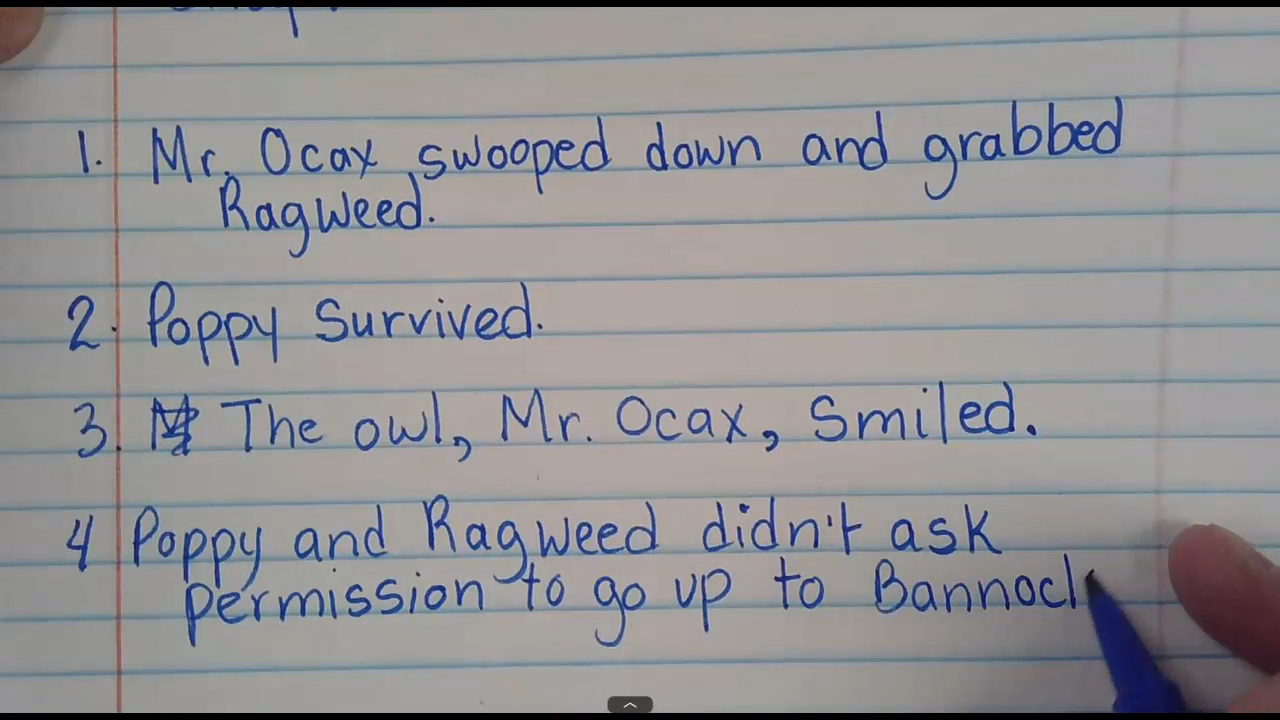 1. Mr. Ocax swooped down and grabbed
Ragweed.
2. Poppy Survived.
3. The owl, Mr. Ocax, Smiled.
4 Poppy and Ragweed didn't ask
permission to go up to